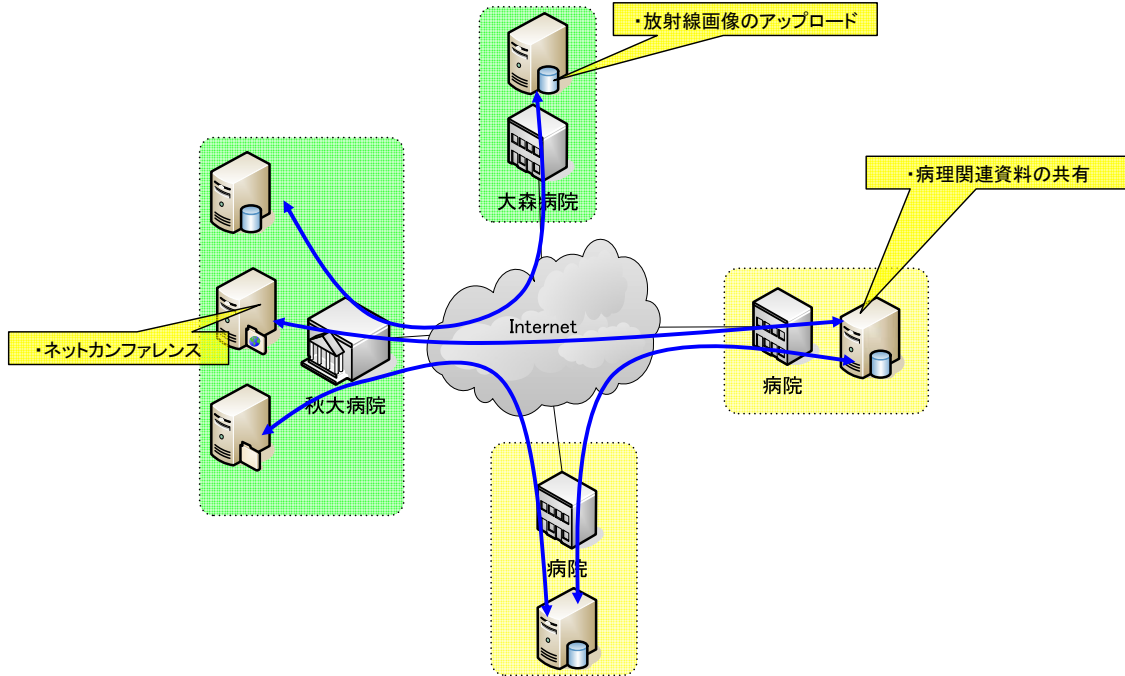 ・放射線画像のアップロード
大森病院
・病理関連資料の共有
Internet
・ネットカンファレンス
秋大病院
病院
病院